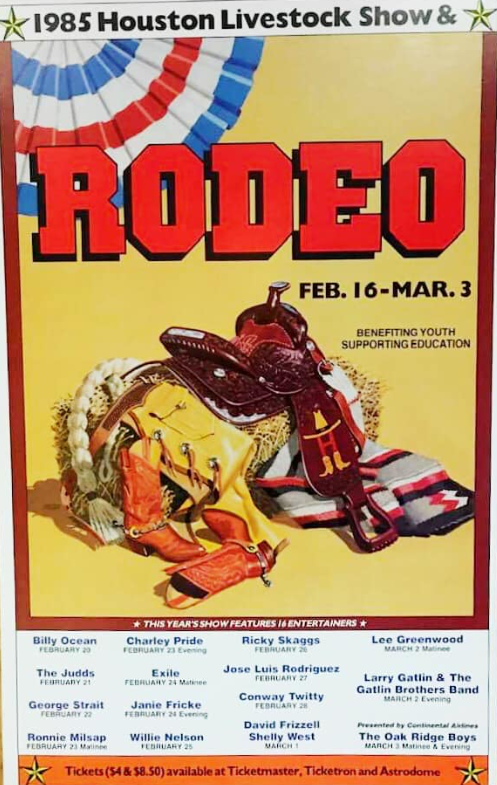 1985 Houston Livestock Show &
RODEO
FEB. 16-MAR. 3
BENEFITING YOUTH
SUPPORTING EDUCATION
★ THIS YEAR'S SHOW FEATURES 16 ENTERTAINERS ★
Billy Ocean
FEBRUARY 20
The Judds
FEBRUARY 21
George Strait
FEBRUARY 22
Ronnie Milsap
FEBRUARY 23 Matinee
Charley Pride
FEBRUARY 23 Evening
Exile
FEBRUARY 24 Matinee
Janie Fricke
FEBRUARY 24 Evening
Willie Nelson
FEBRUARY 25
Ricky Skaggs
FEBRUARY 26
Jose Luis Rodriguez
FEBRUARY 27
Conway Twitty
FEBRUARY 28
David Frizzell
Shelly West
MARCH 1
Lee Greenwood
MARCH 2 Matinee
Larry Gatlin & The
Gatlin Brothers Band
MARCH 2 Evening
Presented by Continental Airlines
The Oak Ridge Boys
MARCH 3 Matinee & Evening
Tickets ($4 & $8.50) available at Ticketmaster, Ticketron and Astrodome